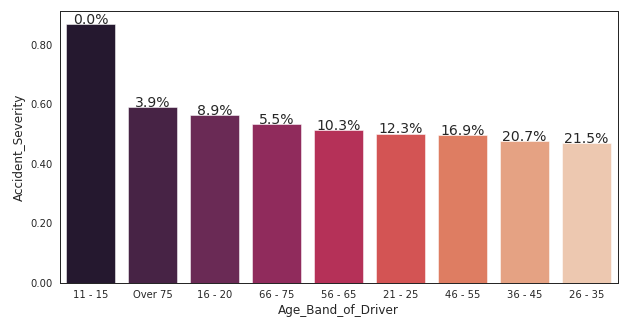 0.0%
3.9%
8.9%
5.5%
10.3%
12.3%
16.9%
20.7%
21.5%
0.80
0.60
0.40
0.20
0.00
Accident_Severity
11 - 15
Over 75
16 - 20
66 - 75
56 - 65
21 - 25
46 - 55
36 - 45
26 - 35
Age_Band_of_Driver